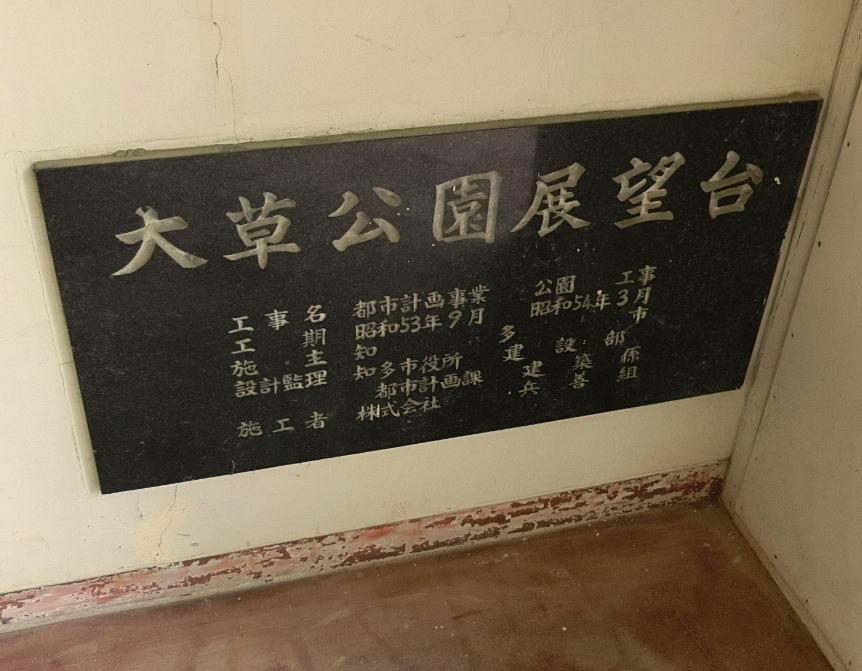 大草公園展望台
工事名 都市計画事業 公園工事
工期 昭和53年9月 昭和54年3月
施主 知多市
設計監理 知多市役所 建設部
都市計画課 建築係
施工者 株式会社 兵善組